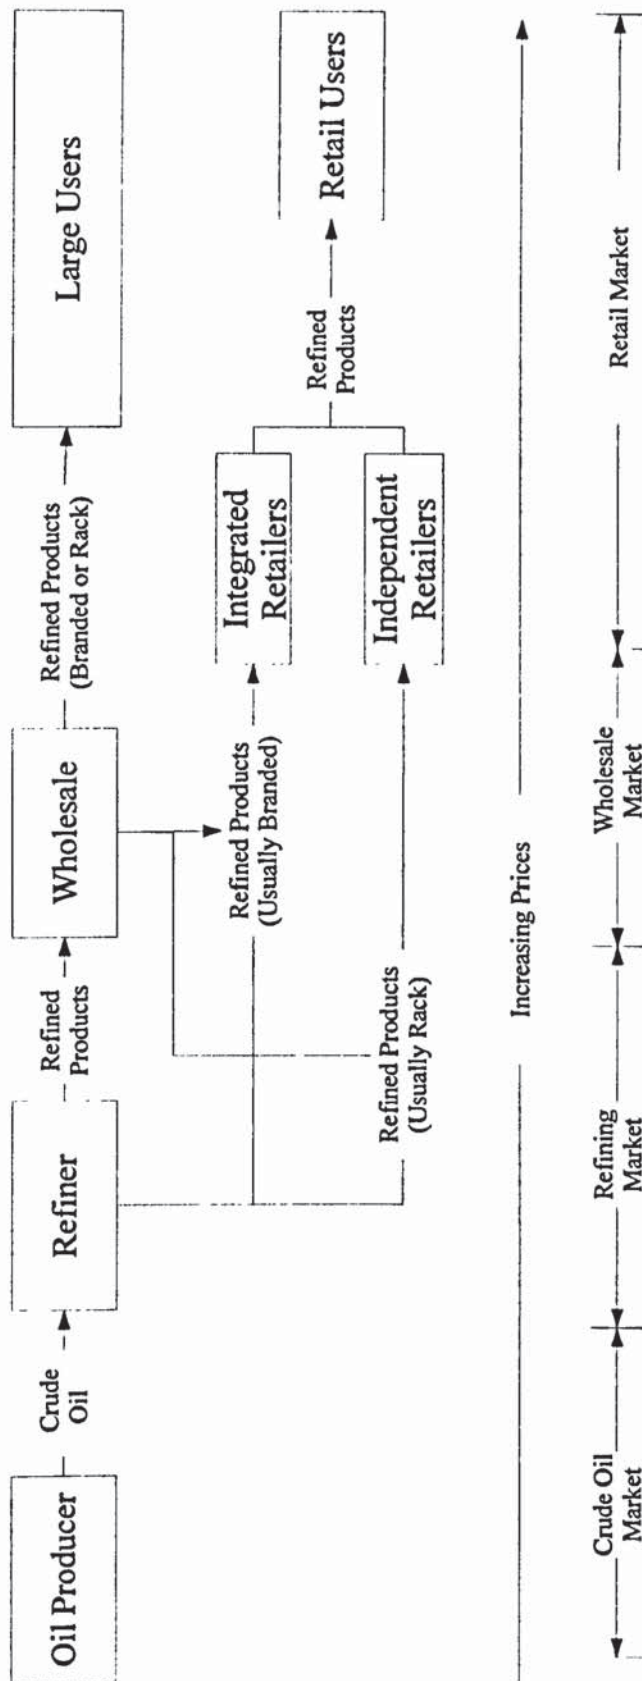 Oil Producer
Crude
Oil
Refiner
Refined
Products
Wholesale
Refined Products
(Branded or Rack)
Large Users
Refined Products
(Usually Branded)
Integrated
Retailers
Refined Products
(Usually Rack)
Independent
Retailers
Refined
Products
Retail Users
Increasing Prices
Crude Oil
Market
Refining
Market
Wholesale
Market
Retail Market